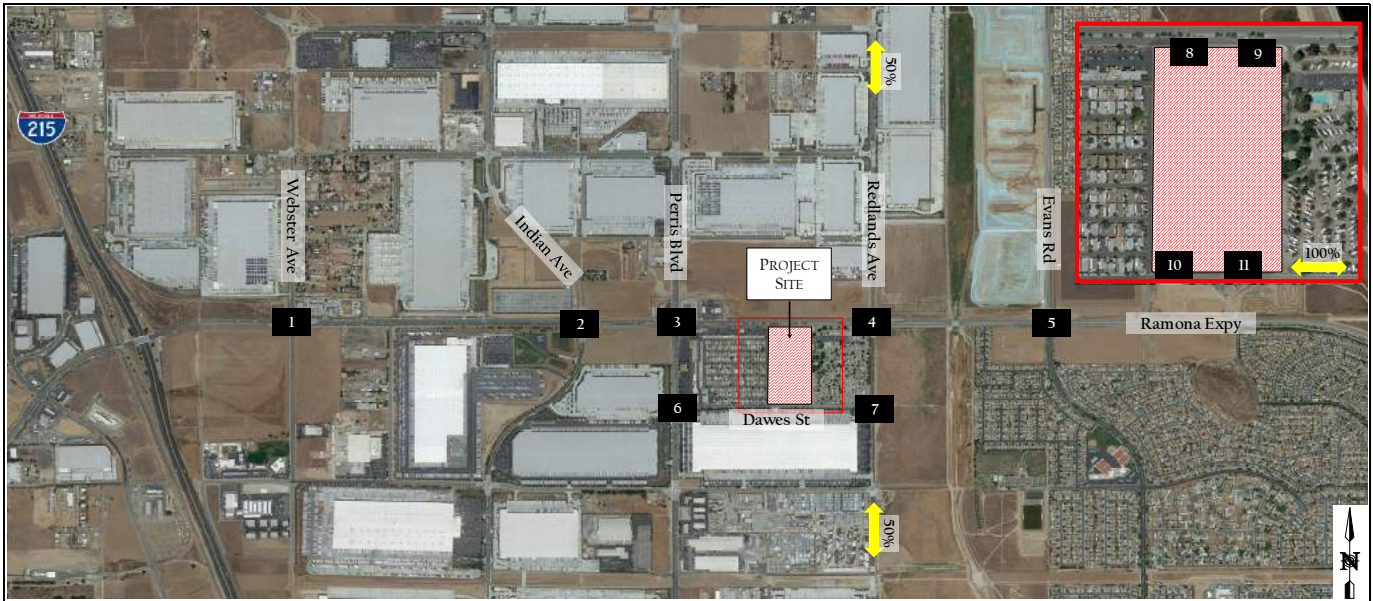 50%
8
9
215
Webster Ave
Indian Ave
Perris Blvd
Redlands Ave
Evans Rd
10
11
100%
PROJECT
SITE
1
2
3
4
5
Ramona Expy
6
7
Dawes St
50%
N